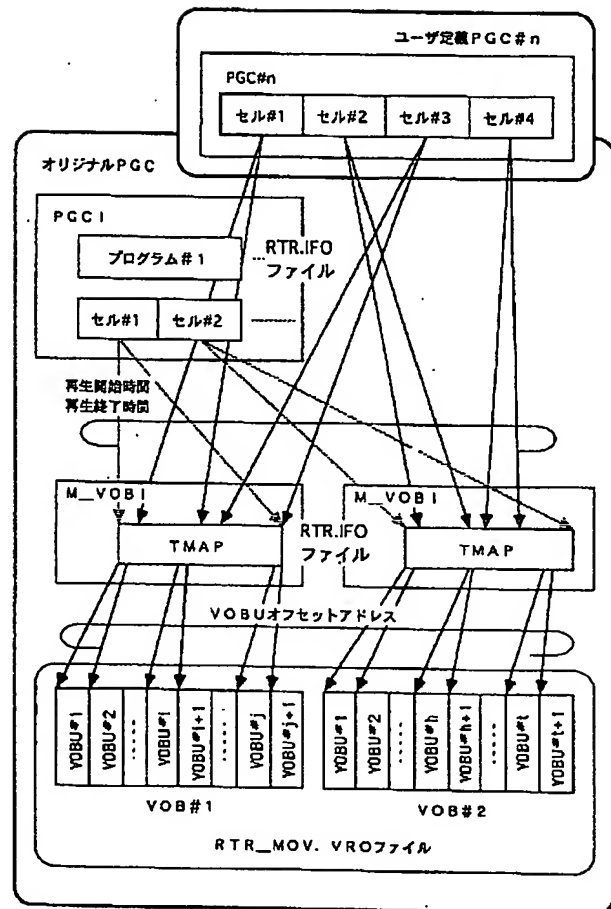 ユーザ定義PGC#n
PGC#n
セル#1 セル#2 セル#3 セル#4
オリジナルPGC
PGCI
プログラム#1
RTR.IFO
ファイル
セル#1 セル#2
再生開始時間
再生終了時間
M_VOBI
M_VOBI
TMAP
RTR.IFO
ファイル
TMAP
VOBUオフセットアドレス
VOBU#1 VOBU#2 VOBU#i VOBU#i+1 VOBU#j VOBU#j+1
VOBU#1 VOBU#2 VOBU#h VOBU#h+1 VOBU#t VOBU#t+1
VOB#1
VOB#2
RTR_MOV. VROファイル